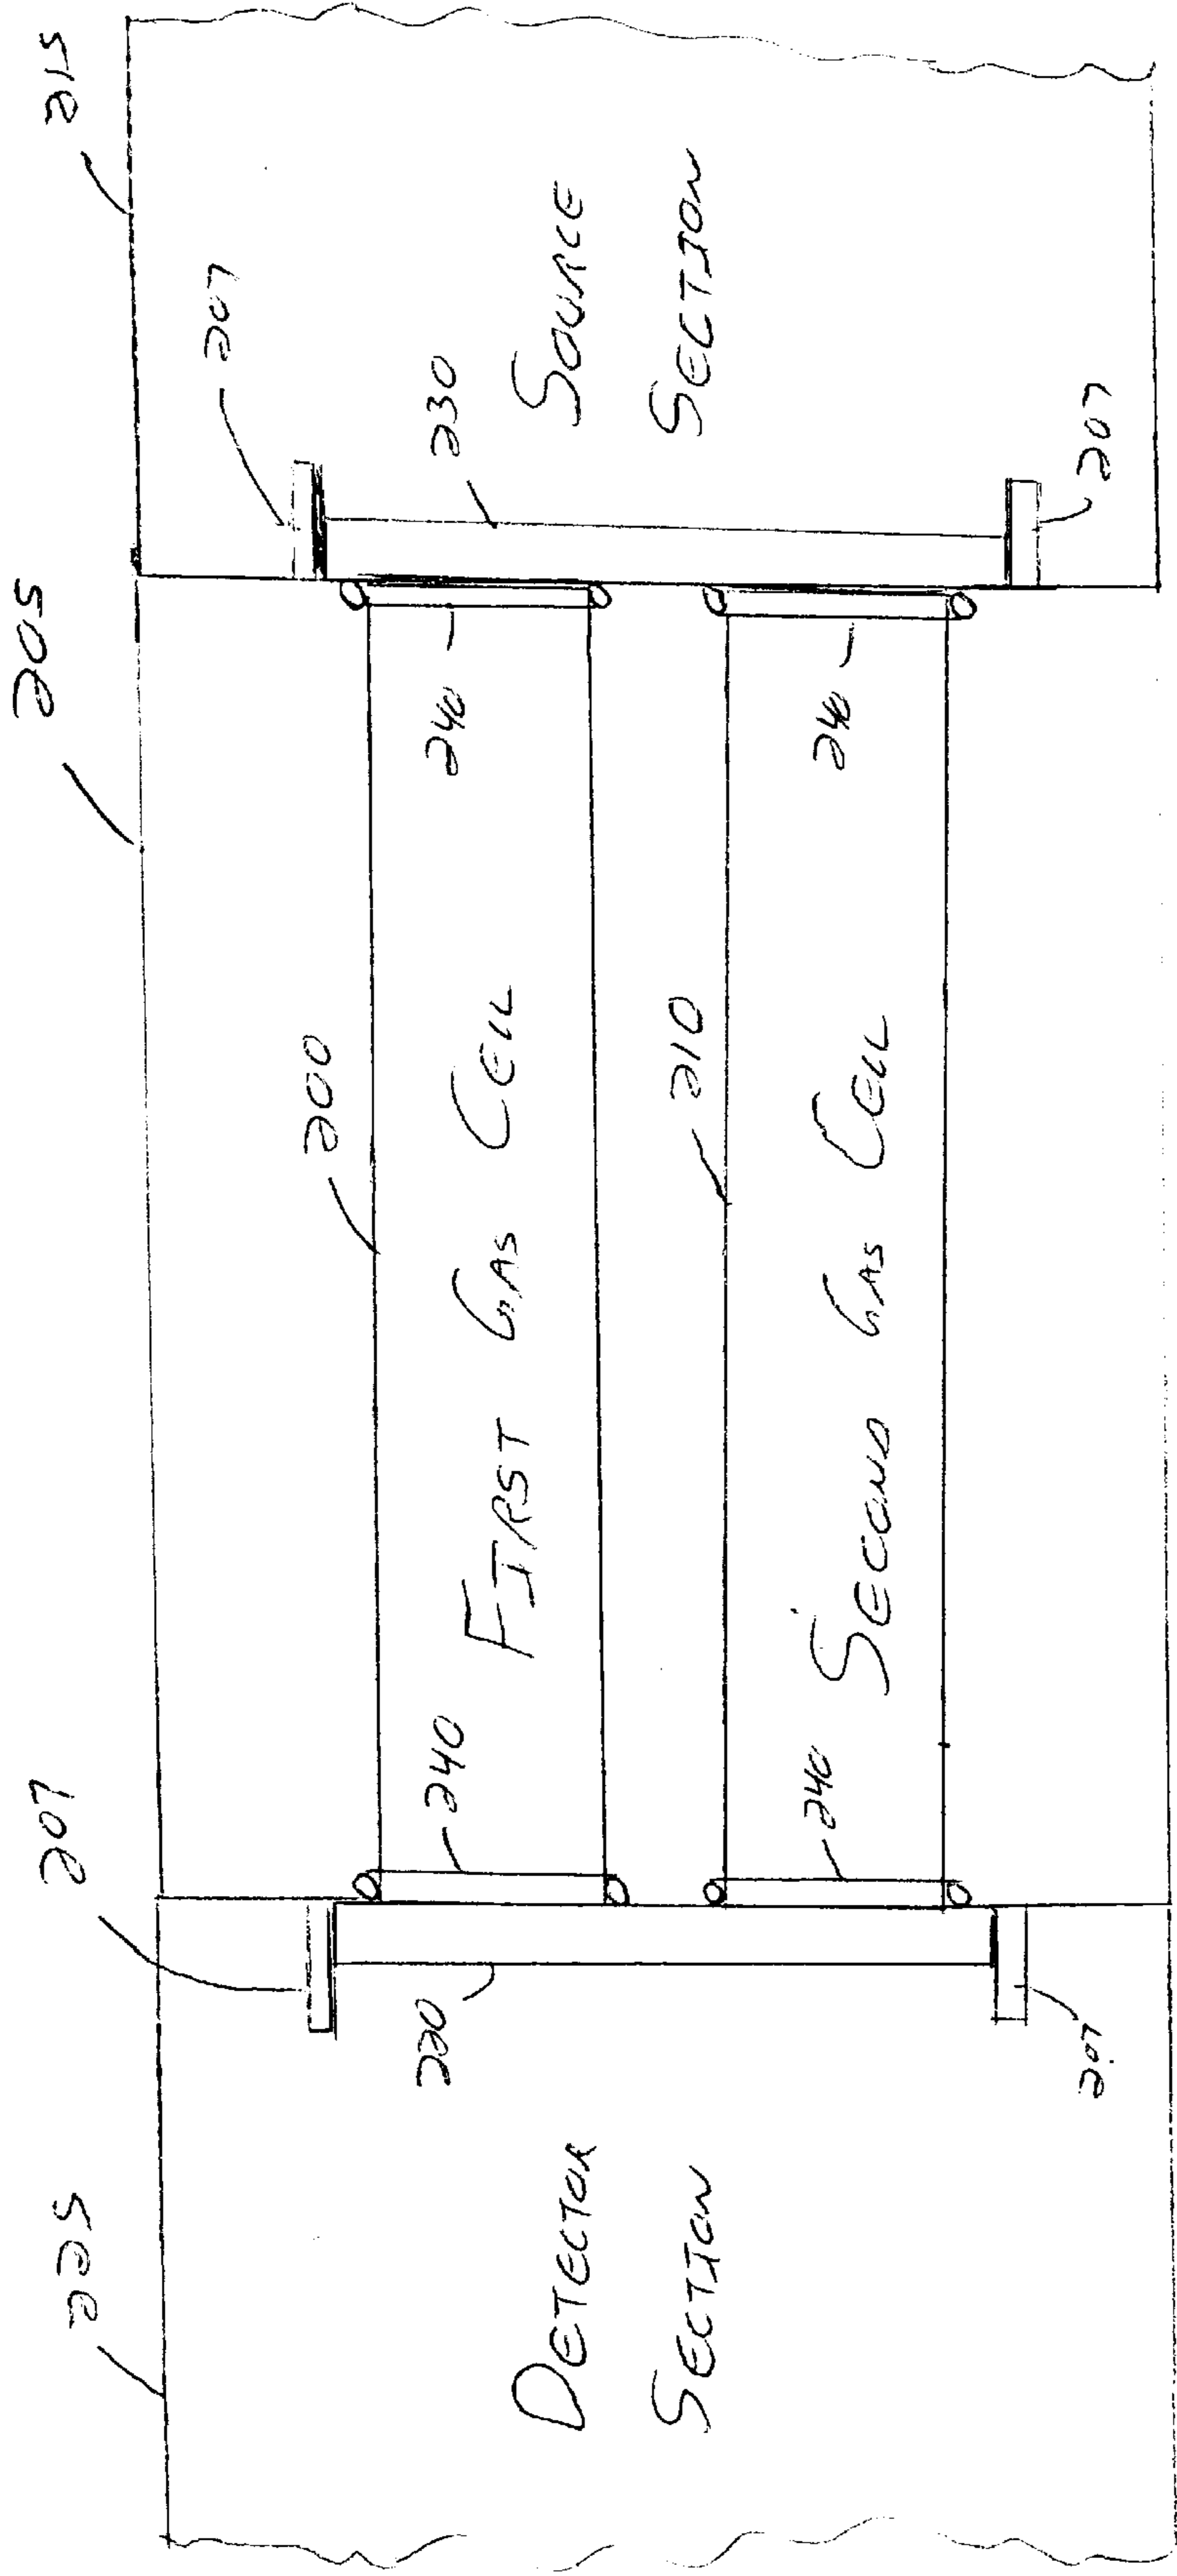 225
207
205
215
207
200
220
240
240
230
DETECTOR
SECTION
FIRST GAS CELL
SOURCE
SECTION
210
240
240
SECOND GAS CELL
207
207